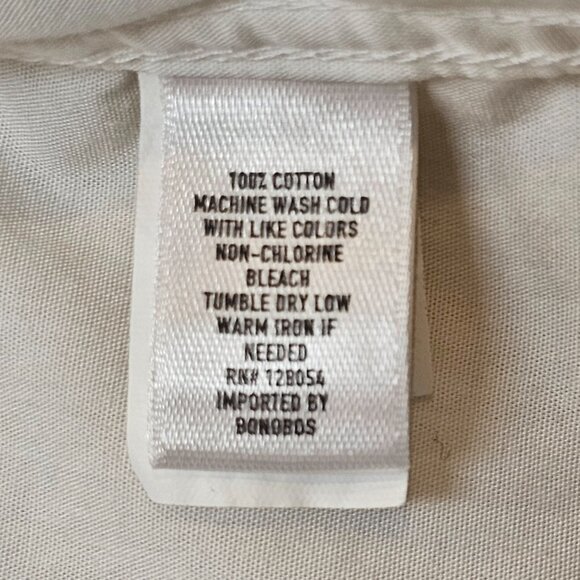 100% COTTON
MACHINE WASH COLD
WITH LIKE COLORS
NON-CHLORINE
BLEACH
TUMBLE DRY LOW
WARM IRON IF
NEEDED
RN# 128054
IMPORTED BY
BONOBOS